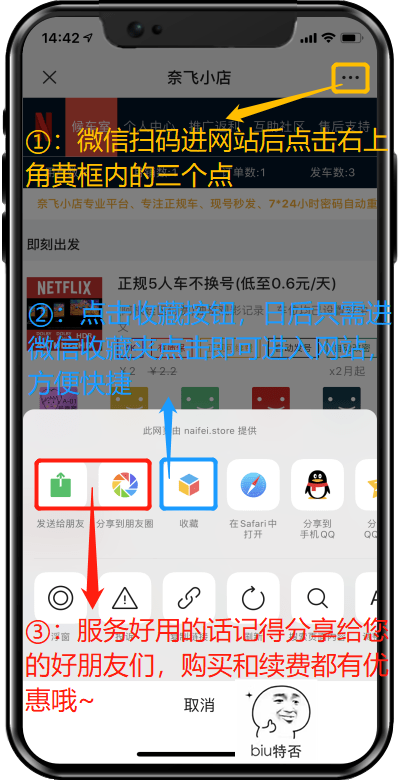 14:42
奈飞小店
候车室 个人中心 推广返利 互助社区 售后支持
①：微信扫码进网站后点击右上
角黄框内的三个点
单数:1 发车数:3
奈飞小店专业平台、专注正规车、现号秒发、7*24小时密码自动重
即刻出发
NETFLIX
正规5人车不换号(低至0.6元/天)
②：点击收藏按钮，日后只需进
微信收藏夹点击即可进入网站，
方便快捷
¥2 ¥2.2 x2月起
此网页由 naifei.store 提供
发送给朋友 分享到朋友圈 收藏 在Safari中打开 分享到手机QQ
③：服务好用的话记得分享给您
的好朋友们，购买和续费都有优
惠哦~
取消
biu特否